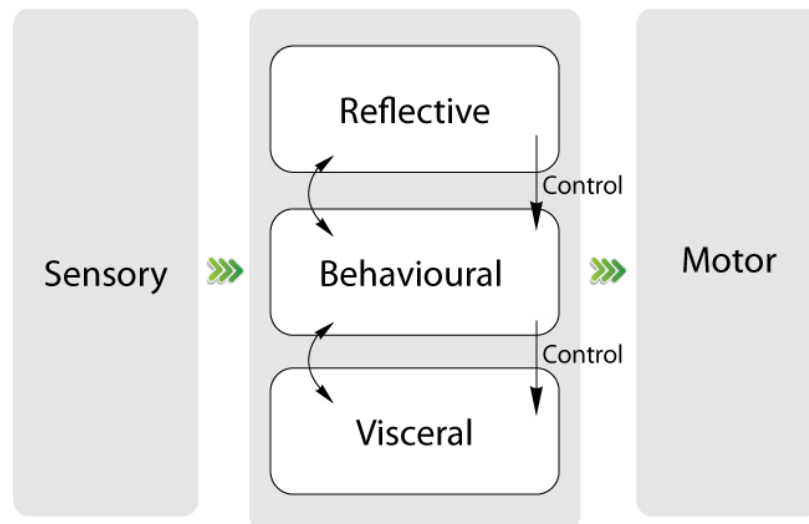 Reflective
Control
Sensory
Behavioural
Motor
Control
Visceral